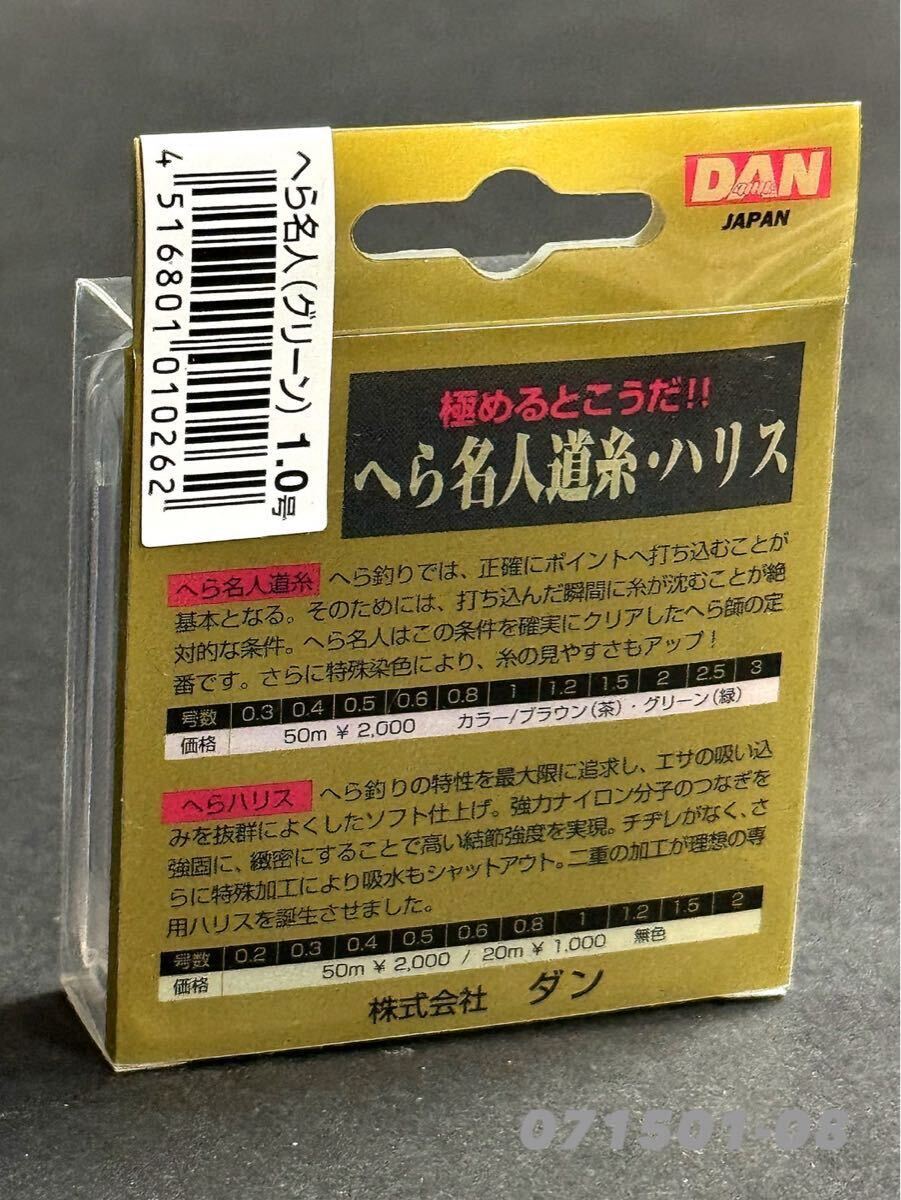 へら名人(グリーン) 1.0号
4 516801 010262
DAN
JAPAN
極めるとこうだ!!
へら名人道糸・ハリス
へら名人道糸 へら釣りでは、正確にポイントへ打ち込むことが
基本となる。そのためには、打ち込んだ瞬間に糸が沈むことが絶
対的な条件。へら名人はこの条件を確実にクリアしたへら師の定
番です。さらに特殊染色により、糸の見やすさもアップ!
号数 0.3 0.4 0.5 0.6 0.8 1 1.2 1.5 2 2.5 3
価格 50m ¥ 2,000 カラー/ブラウン(茶)・グリーン(緑)
へらハリス へら釣りの特性を最大限に追求し、エサの吸い込
みを抜群によくしたソフト仕上げ。強力ナイロン分子のつなぎを
強固に、緻密にすることで高い結節強度を実現。チヂレがなく、さ
らに特殊加工により吸水もシャットアウト。二重の加工が理想の専
用ハリスを誕生させました。
号数 0.2 0.3 0.4 0.5 0.6 0.8 1 1.2 1.5 2
価格 50m ¥ 2,000 / 20m ¥ 1,000 無色
株式会社 ダン
071501-08